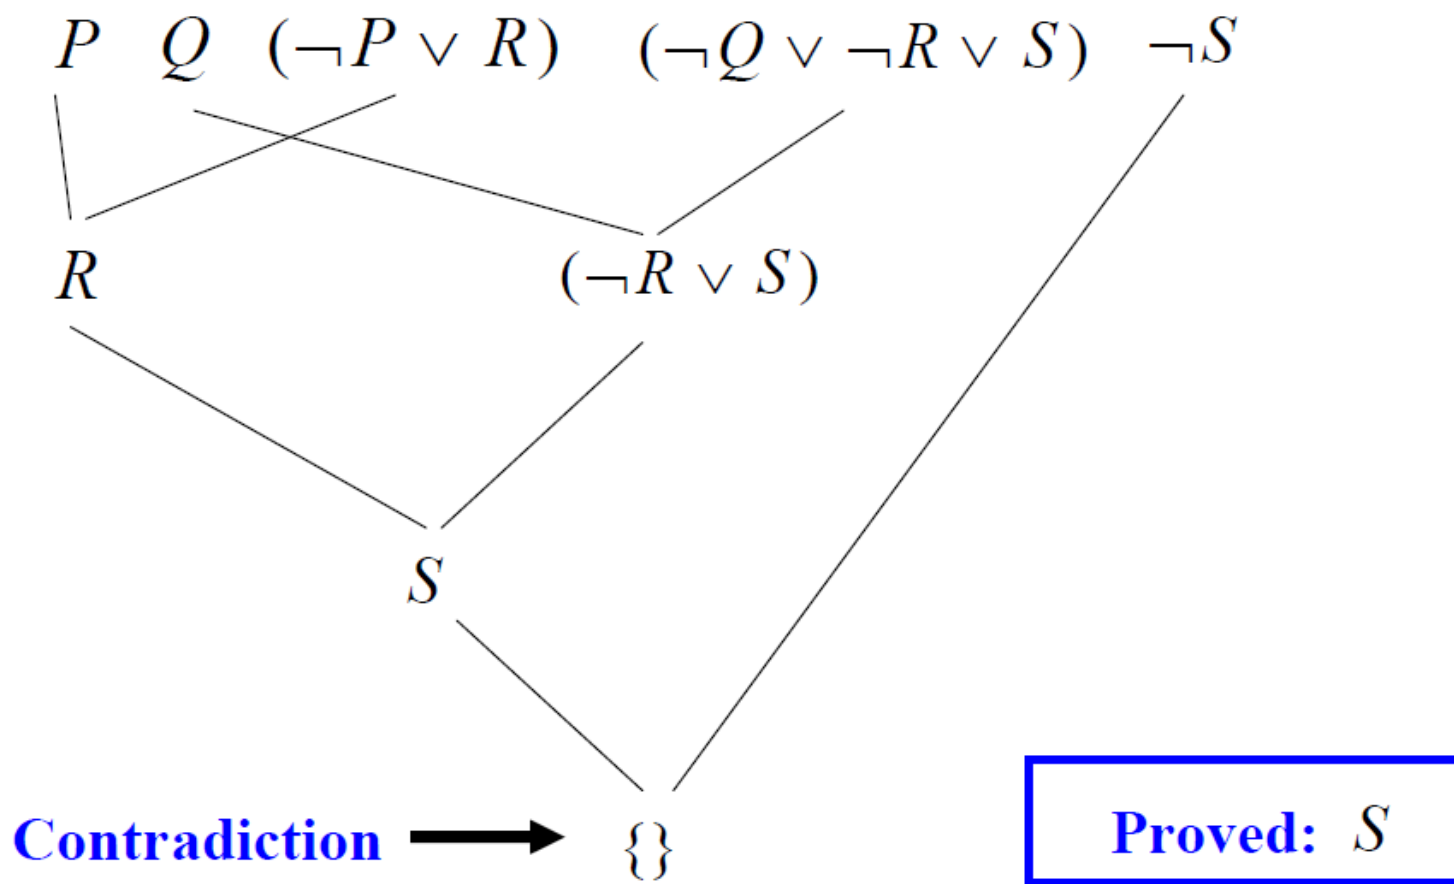 P Q (¬P ∨ R) (¬Q ∨ ¬R ∨ S) ¬S
R (¬R ∨ S)
S
Contradiction {}
Proved: S